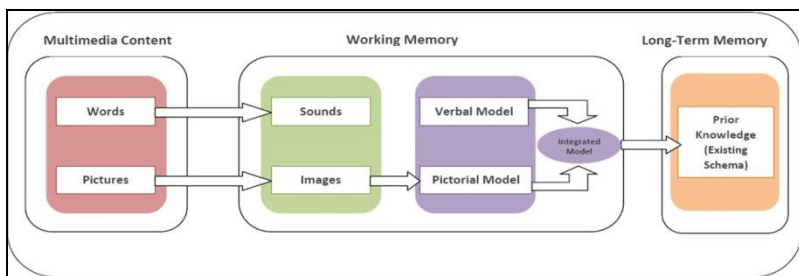 Multimedia Content
Working Memory
Long-Term Memory
Words
Sounds
Verbal Model
Pictures
Images
Pictorial Model
Integrated
Model
Prior
Knowledge
(Existing
Schema)